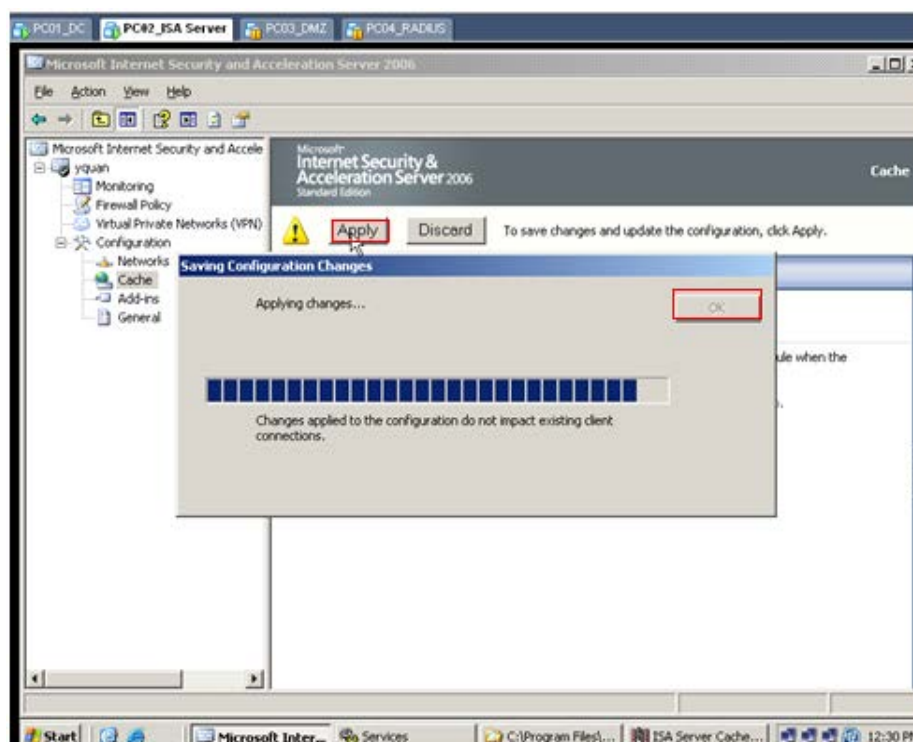 PC01_DC PC02_ISA Server PC03_DMZ PC04_RADIUS
Microsoft Internet Security and Acceleration Server 2006
File Action View Help
Microsoft Internet Security and Accele
yquan
Monitoring
Firewall Policy
Virtual Private Networks (VPN)
Configuration
Networks
Cache
Add-ins
General
Microsoft
Internet Security &
Acceleration Server 2006
Standard Edition
Cache
Apply Discard To save changes and update the configuration, click Apply.
Saving Configuration Changes
Applying changes...
OK
ule when the
Changes applied to the configuration do not impact existing client
connections.
Start Microsoft Inter... Services C:\Program Files\... ISA Server Cache... 12:30 PM